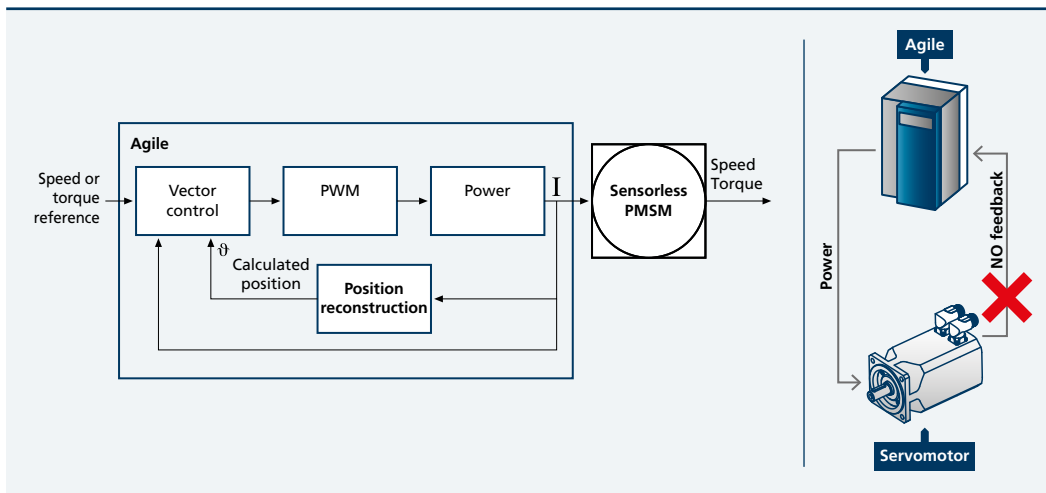 Agile
Speed or
torque
reference
Vector
control
PWM
Power
I
Sensorless
PMSM
Speed
Torque
ϑ
Calculated
position
Position
reconstruction
Agile
Power
NO feedback
Servomotor